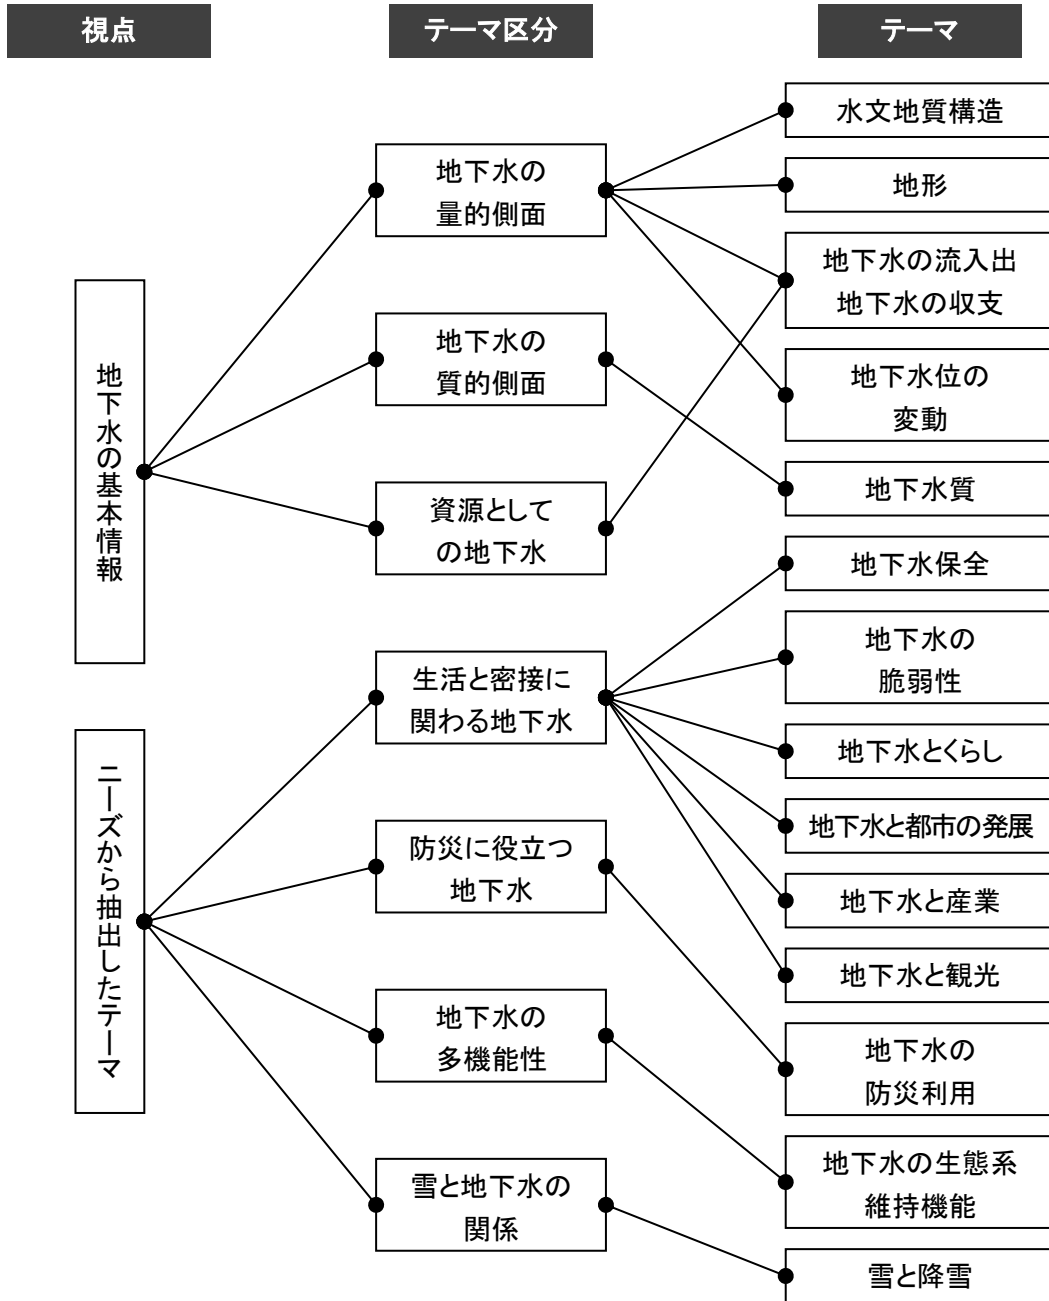 視点
テーマ区分
テーマ
地下水の基本情報
ニーズから抽出したテーマ
地下水の
量的側面
地下水の
質的側面
資源として
の地下水
生活と密接に
関わる地下水
防災に役立つ
地下水
地下水の
多機能性
雪と地下水の
関係
水文地質構造
地形
地下水の流入出
地下水の収支
地下水位の
変動
地下水質
地下水保全
地下水の
脆弱性
地下水とくらし
地下水と都市の発展
地下水と産業
地下水と観光
地下水の
防災利用
地下水の生態系
維持機能
雪と降雪